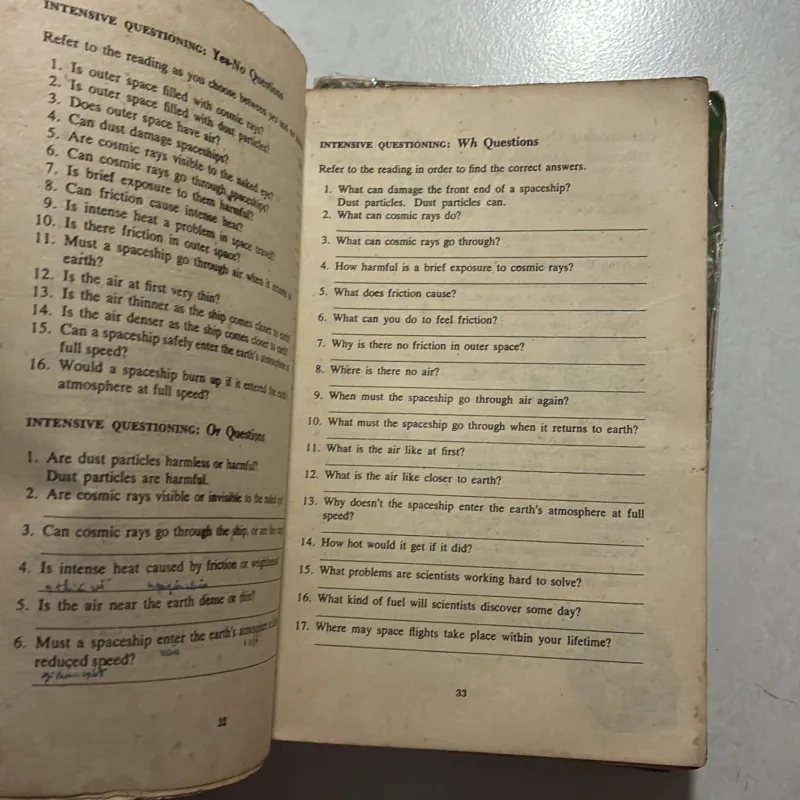 INTENSIVE QUESTIONING: Yes-No Questions
Refer to the reading as you choose between yes and
1. Is outer space filled with cosmic rays?
2. Is outer space filled with dust particles?
3. Does outer space have air?
4. Can dust damage spaceships?
5. Are cosmic rays visible to the naked eye?
6. Can cosmic rays go through spaceships?
7. Is brief exposure to them harmful?
8. Can friction cause intense heat?
9. Is intense heat a problem in space travel?
10. Is there friction in outer space?
11. Must a spaceship go through air when it returns to
earth?
12. Is the air at first very thin?
13. Is the air thinner as the ship comes closer to earth?
14. Is the air denser as the ship comes closer to earth?
15. Can a spaceship safely enter the earth's atmosphere at
full speed?
16. Would a spaceship burn up if it entered the earth's
atmosphere at full speed?
INTENSIVE QUESTIONING: Or Questions
1. Are dust particles harmless or harmful?
Dust particles are harmful.
2. Are cosmic rays visible or invisible to the naked eye?
3. Can cosmic rays go through the ship, or are they
4. Is intense heat caused by friction or
5. Is the air near the earth dense or thin?
6. Must a spaceship enter the earth's atmosphere at
reduced speed?
32
INTENSIVE QUESTIONING: Wh Questions
Refer to the reading in order to find the correct answers.
1. What can damage the front end of a spaceship?
Dust particles. Dust particles can.
2. What can cosmic rays do?
3. What can cosmic rays go through?
4. How harmful is a brief exposure to cosmic rays?
5. What does friction cause?
6. What can you do to feel friction?
7. Why is there no friction in outer space?
8. Where is there no air?
9. When must the spaceship go through air again?
10. What must the spaceship go through when it returns to earth?
11. What is the air like at first?
12. What is the air like closer to earth?
13. Why doesn't the spaceship enter the earth's atmosphere at full
speed?
14. How hot would it get if it did?
15. What problems are scientists working hard to solve?
16. What kind of fuel will scientists discover some day?
17. Where may space flights take place within your lifetime?
33